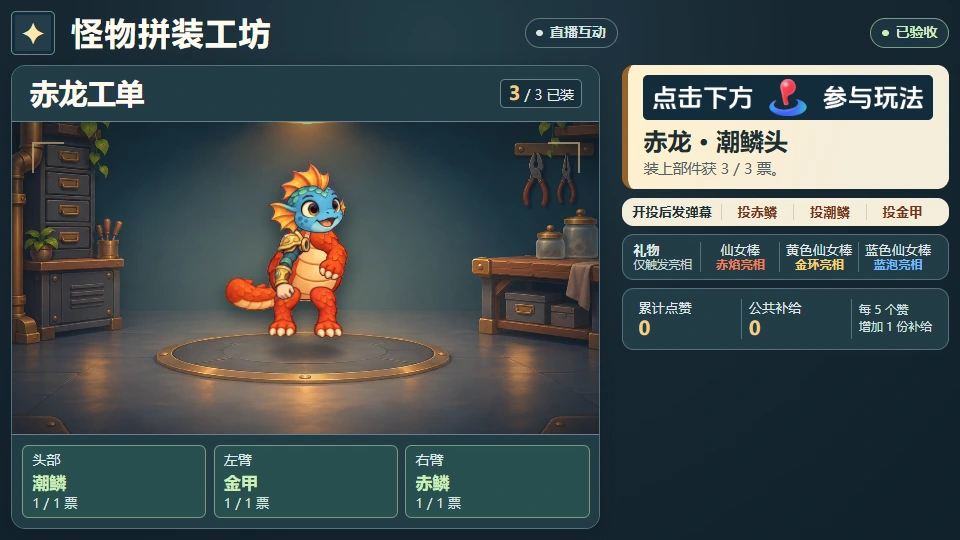 怪物拼装工坊
直播互动
已验收
赤龙工单
3 / 3 已装
点击下方 参与玩法
赤龙·潮鳞头
装上部件获 3 / 3 票。
开投后发弹幕 投赤鳞 投潮鳞 投金甲
礼物 仙女棒 黄色仙女棒 蓝色仙女棒
仅触发亮相 赤焰亮相 金环亮相 蓝泡亮相
累计点赞 公共补给 每 5 个赞
0 0 增加 1 份补给
头部 左臂 右臂
潮鳞 金甲 赤鳞
1 / 1 票 1 / 1 票 1 / 1 票